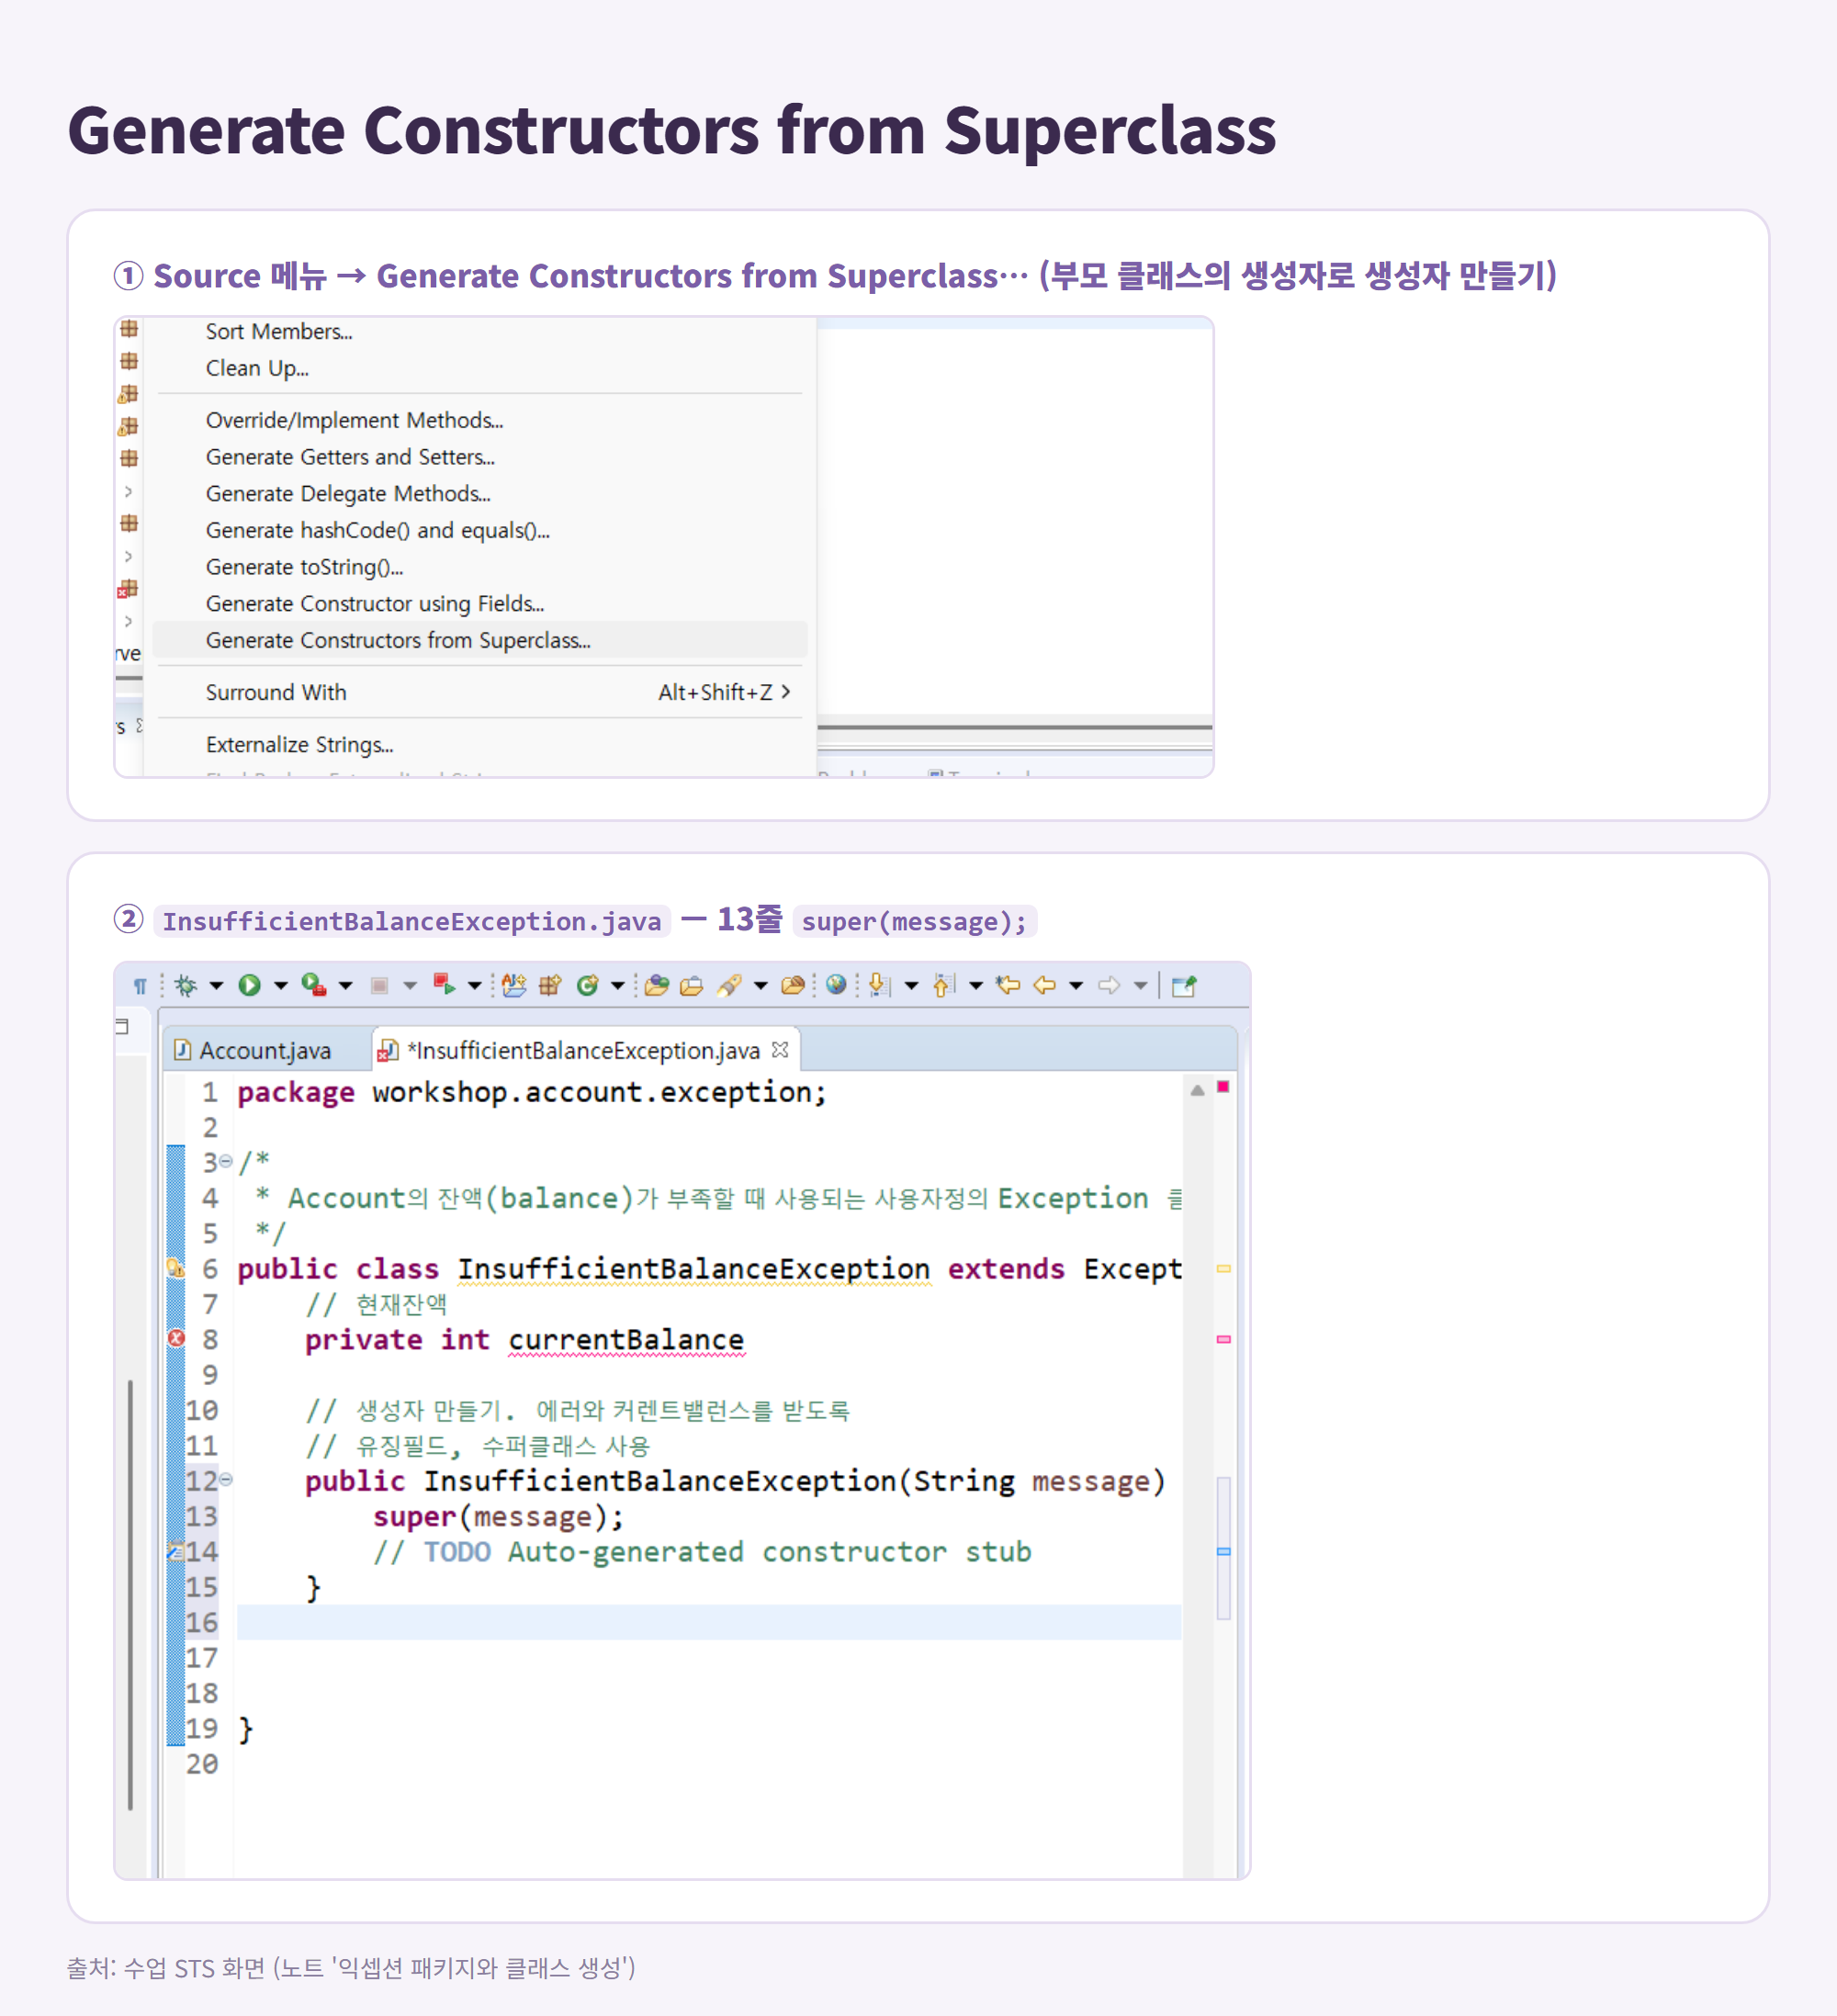 Generate Constructors from Superclass
① Source 메뉴 → Generate Constructors from Superclass… (부모 클래스의 생성자로 생성자 만들기)
Sort Members...
Clean Up...
Override/Implement Methods...
Generate Getters and Setters...
Generate Delegate Methods...
Generate hashCode() and equals()...
Generate toString()...
Generate Constructor using Fields...
Generate Constructors from Superclass...
rve
Surround With Alt+Shift+Z >
s
Externalize Strings...
② InsufficientBalanceException.java — 13줄 super(message);
Account.java *InsufficientBalanceException.java
1 package workshop.account.exception;
2
3 /*
4 * Account의 잔액(balance)가 부족할 때 사용되는 사용자정의 Exception
5 */
6 public class InsufficientBalanceException extends Except
7 // 현재잔액
8 private int currentBalance
9
10 // 생성자 만들기. 에러와 커렌트밸런스를 받도록
11 // 유징필드, 수퍼클래스 사용
12 public InsufficientBalanceException(String message)
13 super(message);
14 // TODO Auto-generated constructor stub
15 }
16
17
18
19 }
20
출처: 수업 STS 화면 (노트 '익셉션 패키지와 클래스 생성')